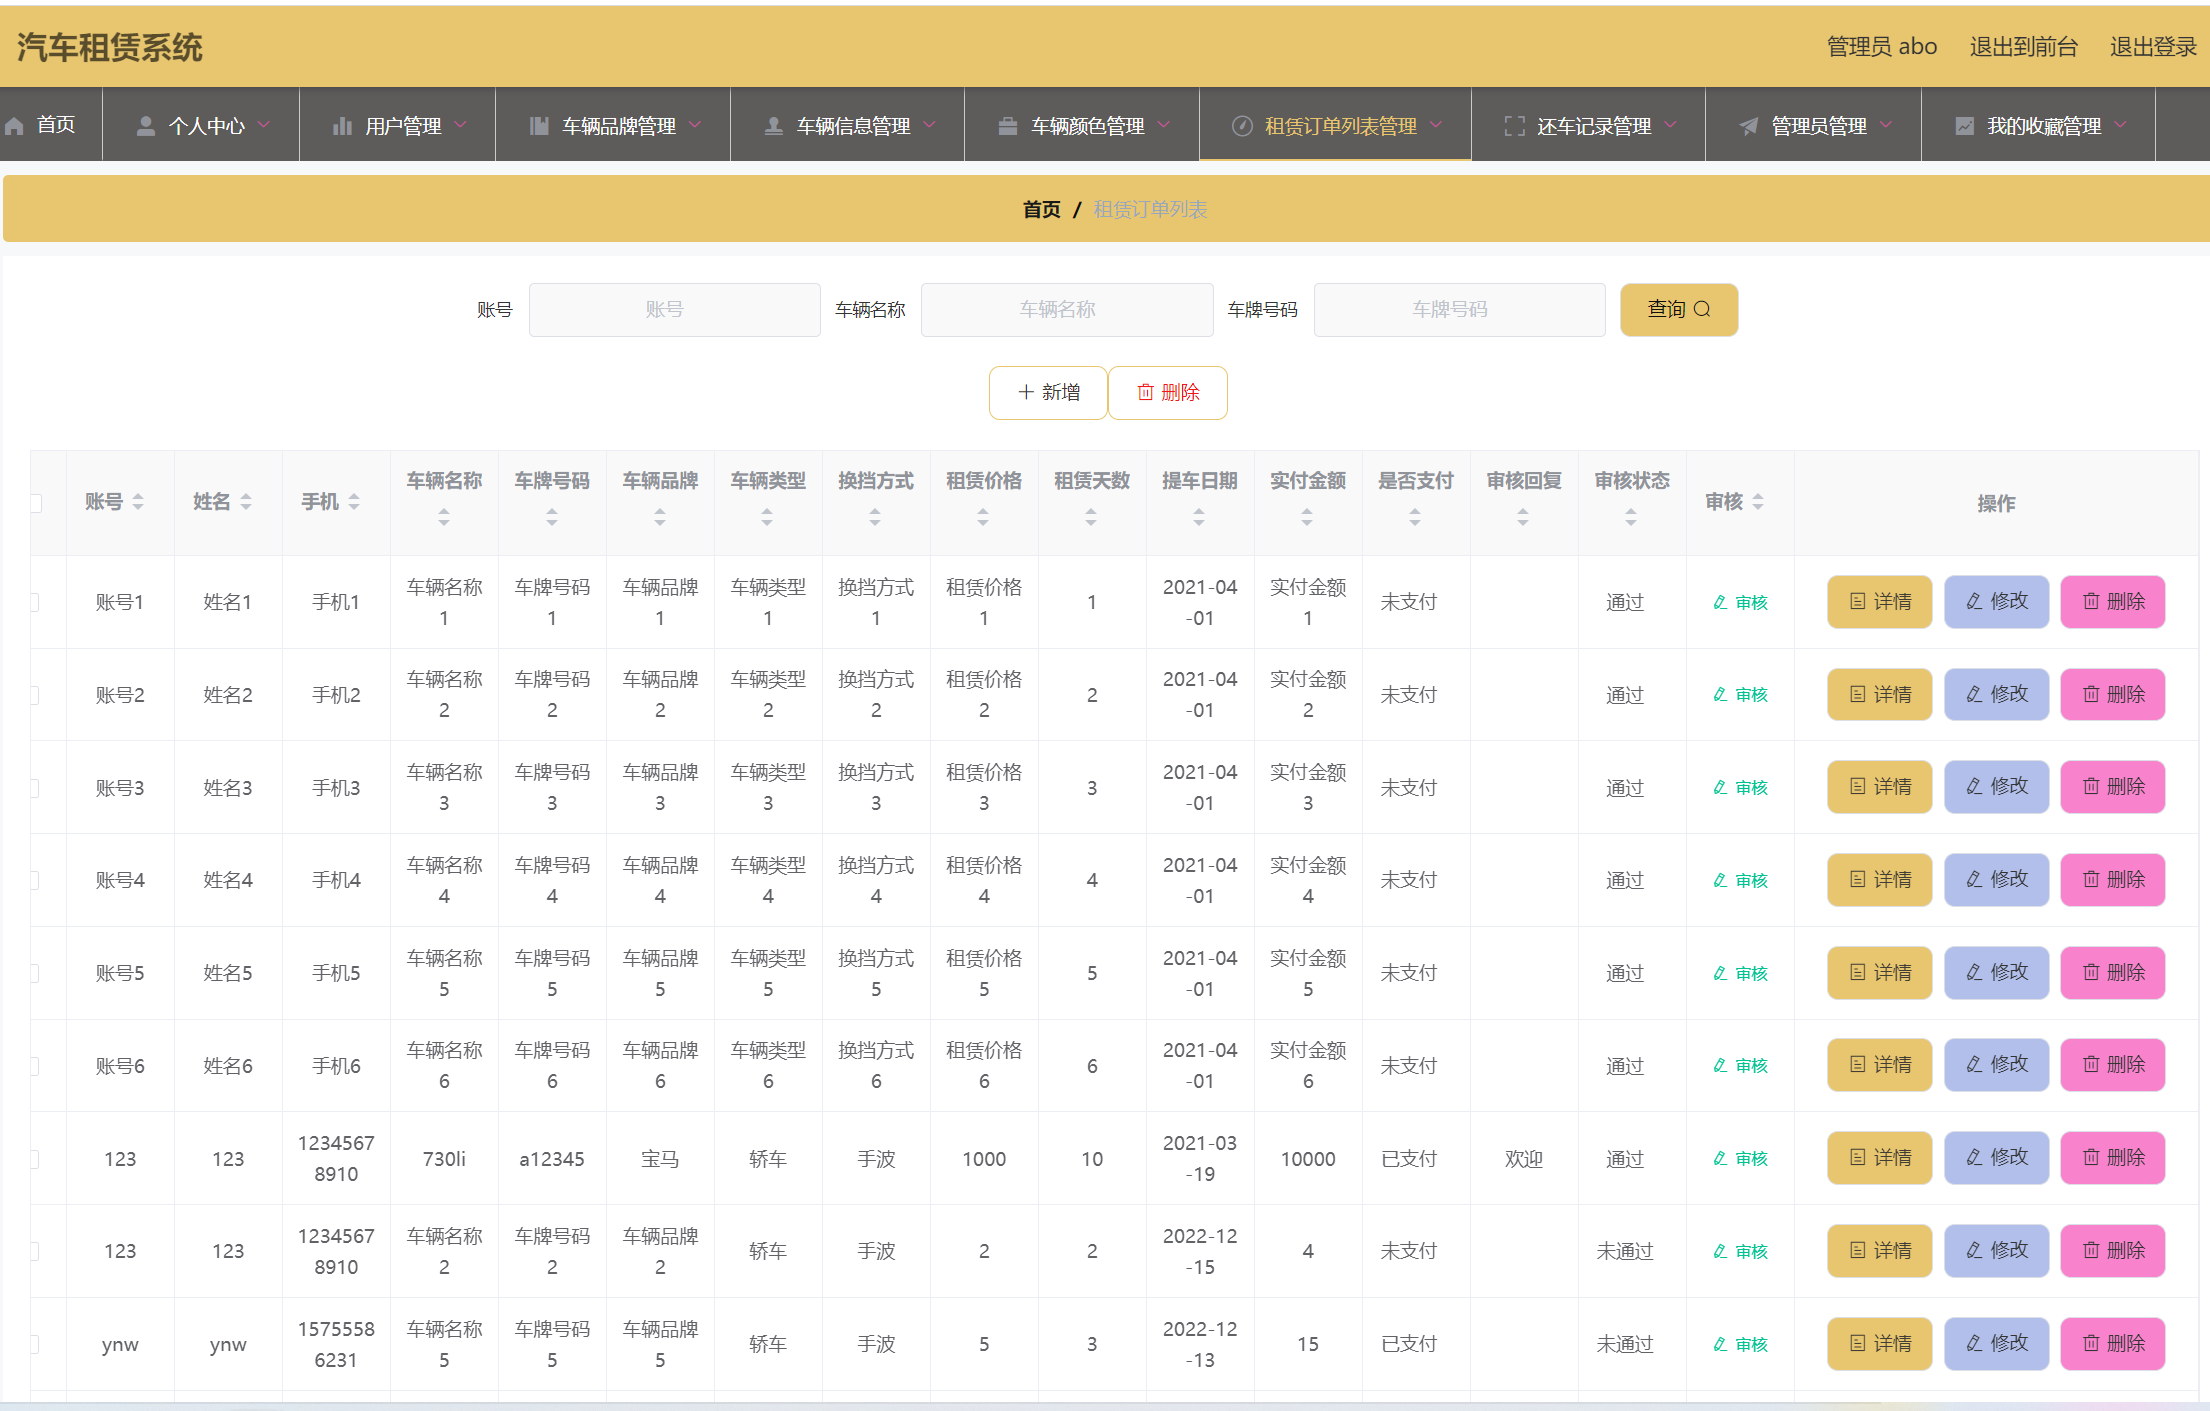 汽车租赁系统
管理员 abo 退出到前台 退出登录
首页 个人中心 用户管理 车辆品牌管理 车辆信息管理 车辆颜色管理 租赁订单列表管理 还车记录管理 管理员管理 我的收藏管理
首页 / 租赁订单列表
账号 账号 车辆名称 车辆名称 车牌号码 车牌号码 查询
新增 删除
账号 姓名 手机 车辆名称 车牌号码 车辆品牌 车辆类型 换挡方式 租赁价格 租赁天数 提车日期 实付金额 是否支付 审核回复 审核状态 审核 操作
账号1 姓名1 手机1 车辆名称1 车牌号码1 车辆品牌1 车辆类型1 换挡方式1 租赁价格1 1 2021-04-01 实付金额1 未支付 通过 审核 详情 修改 删除
账号2 姓名2 手机2 车辆名称2 车牌号码2 车辆品牌2 车辆类型2 换挡方式2 租赁价格2 2 2021-04-01 实付金额2 未支付 通过 审核 详情 修改 删除
账号3 姓名3 手机3 车辆名称3 车牌号码3 车辆品牌3 车辆类型3 换挡方式3 租赁价格3 3 2021-04-01 实付金额3 未支付 通过 审核 详情 修改 删除
账号4 姓名4 手机4 车辆名称4 车牌号码4 车辆品牌4 车辆类型4 换挡方式4 租赁价格4 4 2021-04-01 实付金额4 未支付 通过 审核 详情 修改 删除
账号5 姓名5 手机5 车辆名称5 车牌号码5 车辆品牌5 车辆类型5 换挡方式5 租赁价格5 5 2021-04-01 实付金额5 未支付 通过 审核 详情 修改 删除
账号6 姓名6 手机6 车辆名称6 车牌号码6 车辆品牌6 车辆类型6 换挡方式6 租赁价格6 6 2021-04-01 实付金额6 未支付 通过 审核 详情 修改 删除
123 123 12345678910 730li a12345 宝马 轿车 手波 1000 10 2021-03-19 10000 已支付 欢迎 通过 审核 详情 修改 删除
123 123 12345678910 车辆名称2 车牌号码2 车辆品牌2 轿车 手波 2 2 2022-12-15 4 未支付 未通过 审核 详情 修改 删除
ynw ynw 15755586231 车辆名称5 车牌号码5 车辆品牌5 轿车 手波 5 3 2022-12-13 15 已支付 未通过 审核 详情 修改 删除